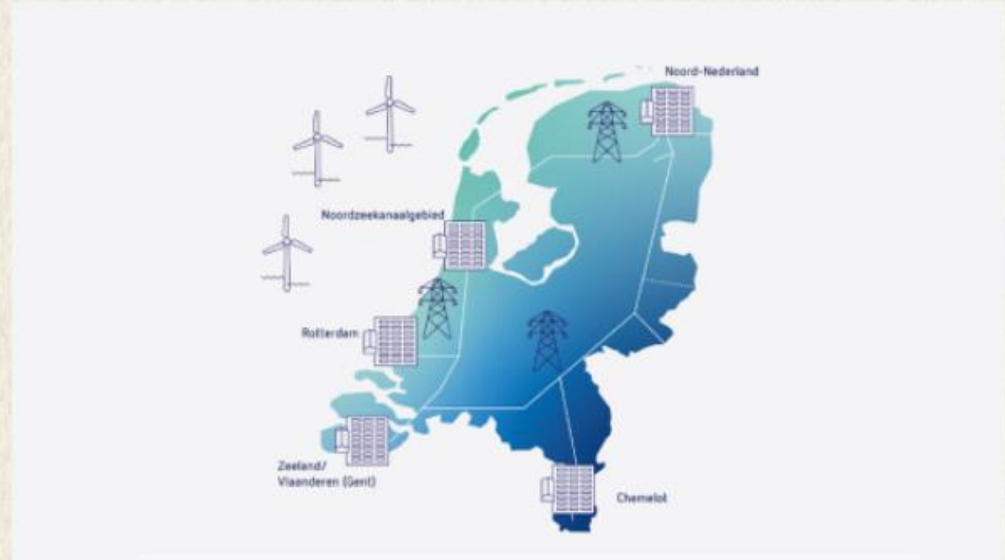 Noord-Nederland
Noordzeekanaalgebied
Rotterdam
Zeeland/
Vlaanderen (Gent)
Chemelot